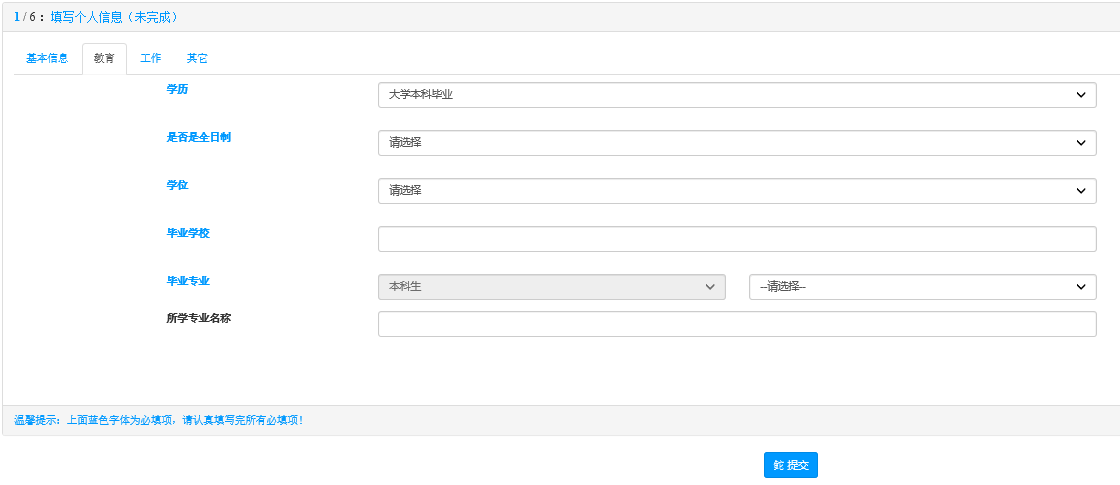 1 / 6 : 填写个人信息（未完成）
基本信息 教育 工作 其它
学历 大学本科毕业
是否是全日制 请选择
学位 请选择
毕业学校
毕业专业 本科生 --请选择--
所学专业名称
温馨提示：上面蓝色字体为必填项，请认真填写完所有必填项！
提交